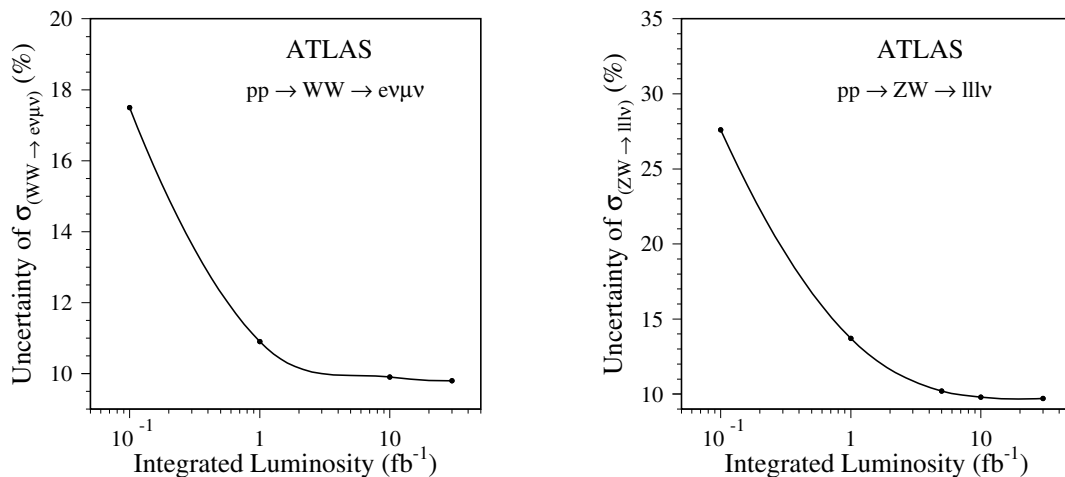 Uncertainty of σ(WW → eνμν) (%)
20
18
16
14
12
10
ATLAS
pp → WW → eνμν
10⁻¹
1
10
Integrated Luminosity (fb⁻¹)
Uncertainty of σ(ZW → lllν) (%)
35
30
25
20
15
10
ATLAS
pp → ZW → lllν
10⁻¹
1
10
Integrated Luminosity (fb⁻¹)